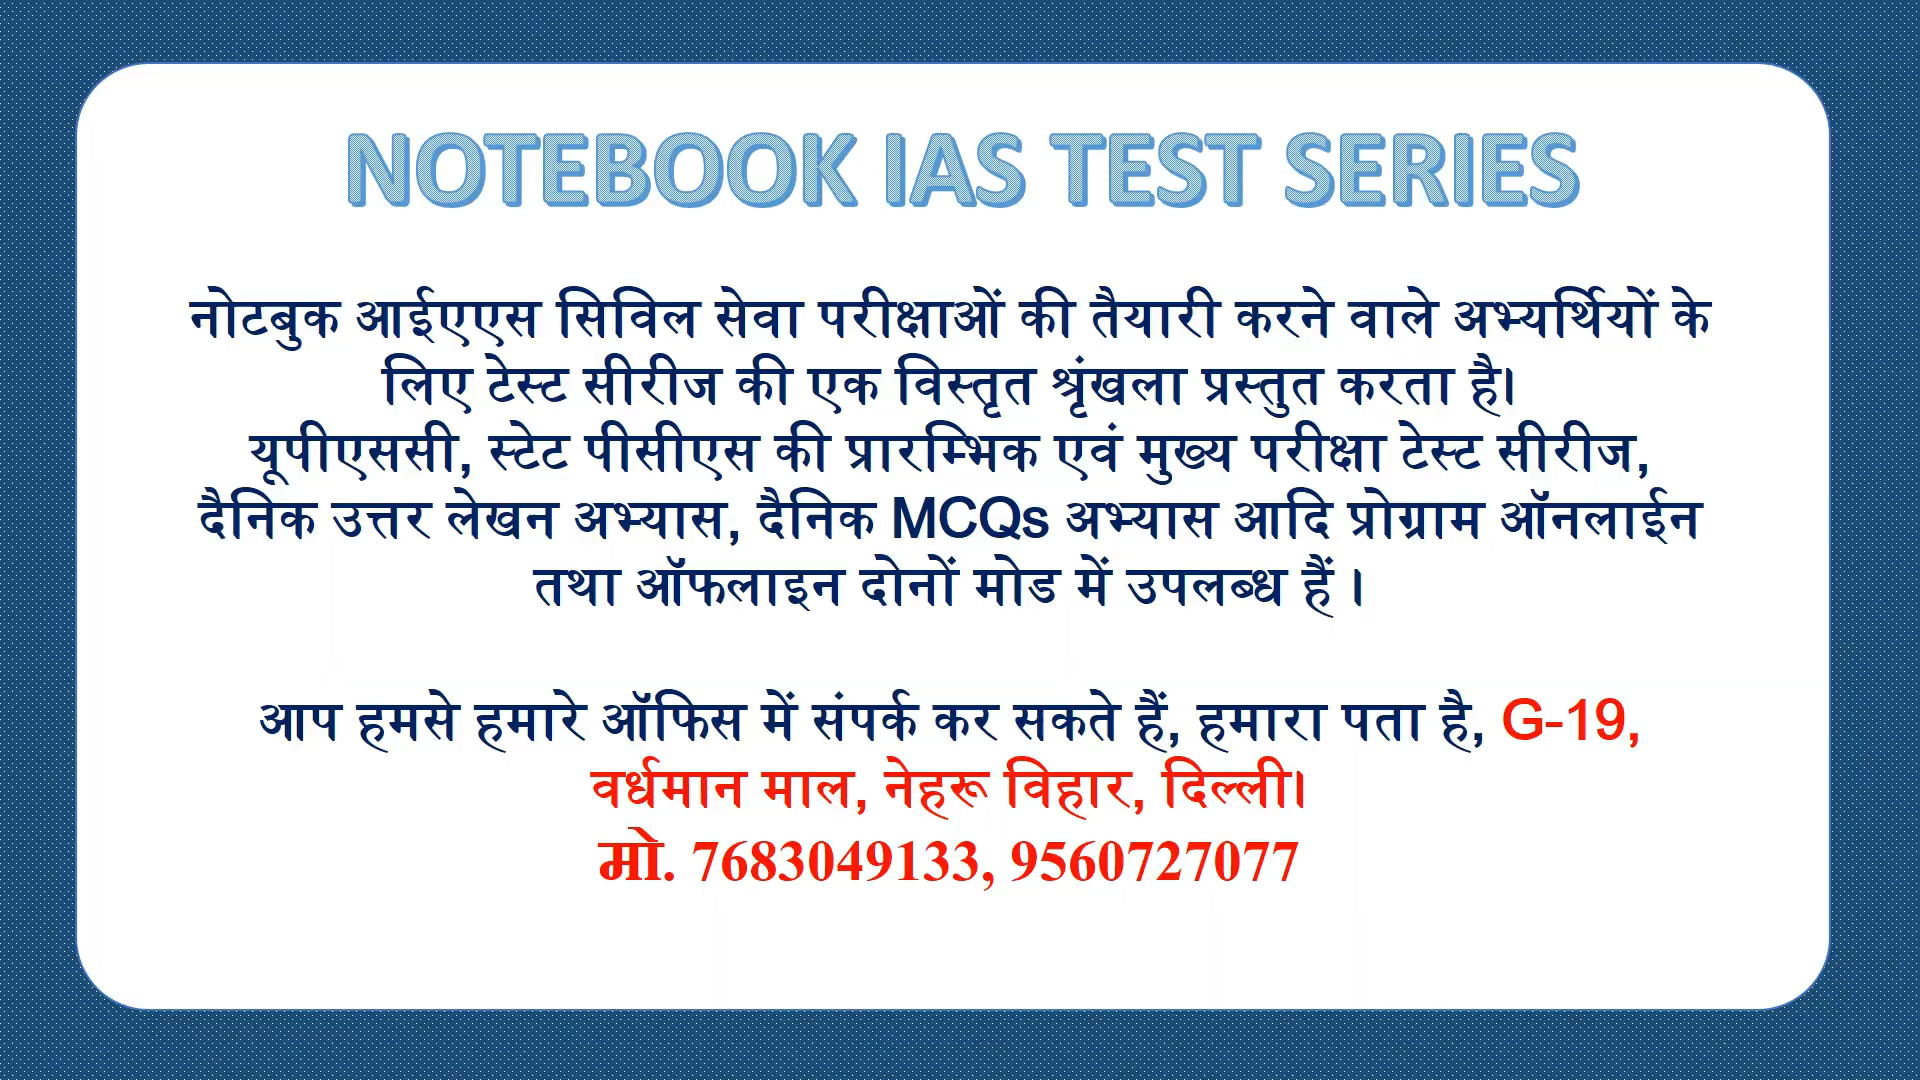 NOTEBOOK IAS TEST SERIES
नोटबुक आईएएस सिविल सेवा परीक्षाओं की तैयारी करने वाले अभ्यर्थियों के
लिए टेस्ट सीरीज की एक विस्तृत श्रृंखला प्रस्तुत करता है।
यूपीएससी, स्टेट पीसीएस की प्रारम्भिक एवं मुख्य परीक्षा टेस्ट सीरीज,
दैनिक उत्तर लेखन अभ्यास, दैनिक MCQs अभ्यास आदि प्रोग्राम ऑनलाईन
तथा ऑफलाइन दोनों मोड में उपलब्ध हैं ।
आप हमसे हमारे ऑफिस में संपर्क कर सकते हैं, हमारा पता है, G-19,
वर्धमान माल, नेहरू विहार, दिल्ली।
मो. 7683049133, 9560727077